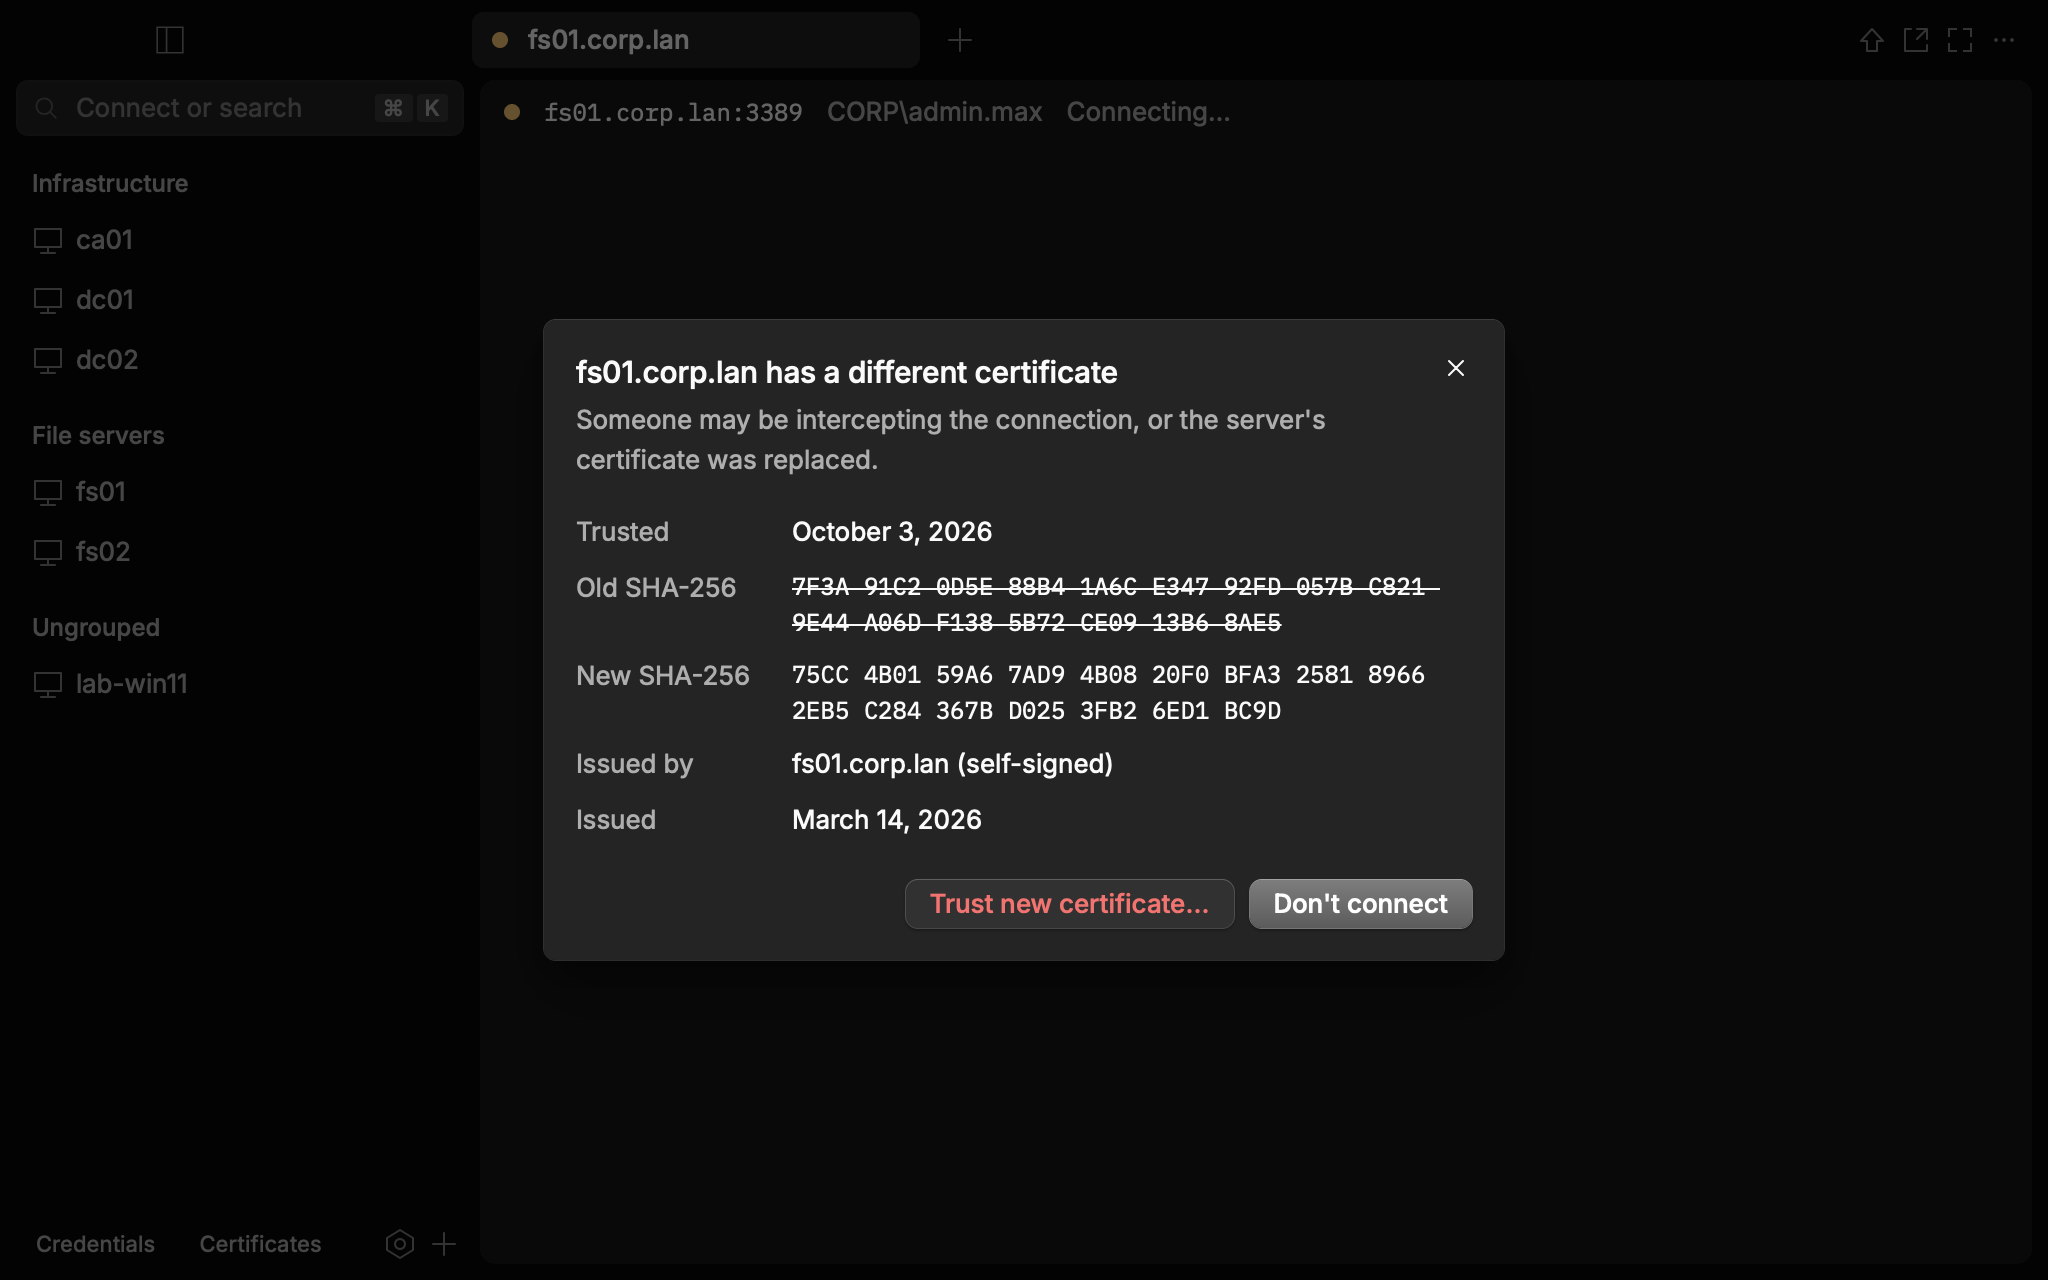 fs01.corp.lan
Connect or search ⌘ K
fs01.corp.lan:3389 CORP\admin.max Connecting...
Infrastructure
ca01
dc01
dc02
File servers
fs01
fs02
Ungrouped
lab-win11
fs01.corp.lan has a different certificate
Someone may be intercepting the connection, or the server's
certificate was replaced.
Trusted October 3, 2026
Old SHA-256 7F3A 91C2 0D5E 88B4 1A6C E347 92FD 057B C821
9E44 A06D F138 5B72 CE09 13B6 8AE5
New SHA-256 75CC 4B01 59A6 7AD9 4B08 20F0 BFA3 2581 8966
2EB5 C284 367B D025 3FB2 6ED1 BC9D
Issued by fs01.corp.lan (self-signed)
Issued March 14, 2026
Trust new certificate... Don't connect
Credentials Certificates